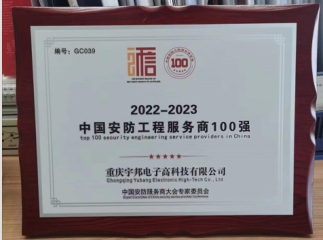 编号：GC039
100
2022-2023
中国安防工程服务商100强
top 100 security engineering service providers in China
★★★★★
重庆宇邦电子高科技有限公司
Chongqing Yubang Electronic High-Tech Co., Ltd
中国安防服务商大会专家委员会